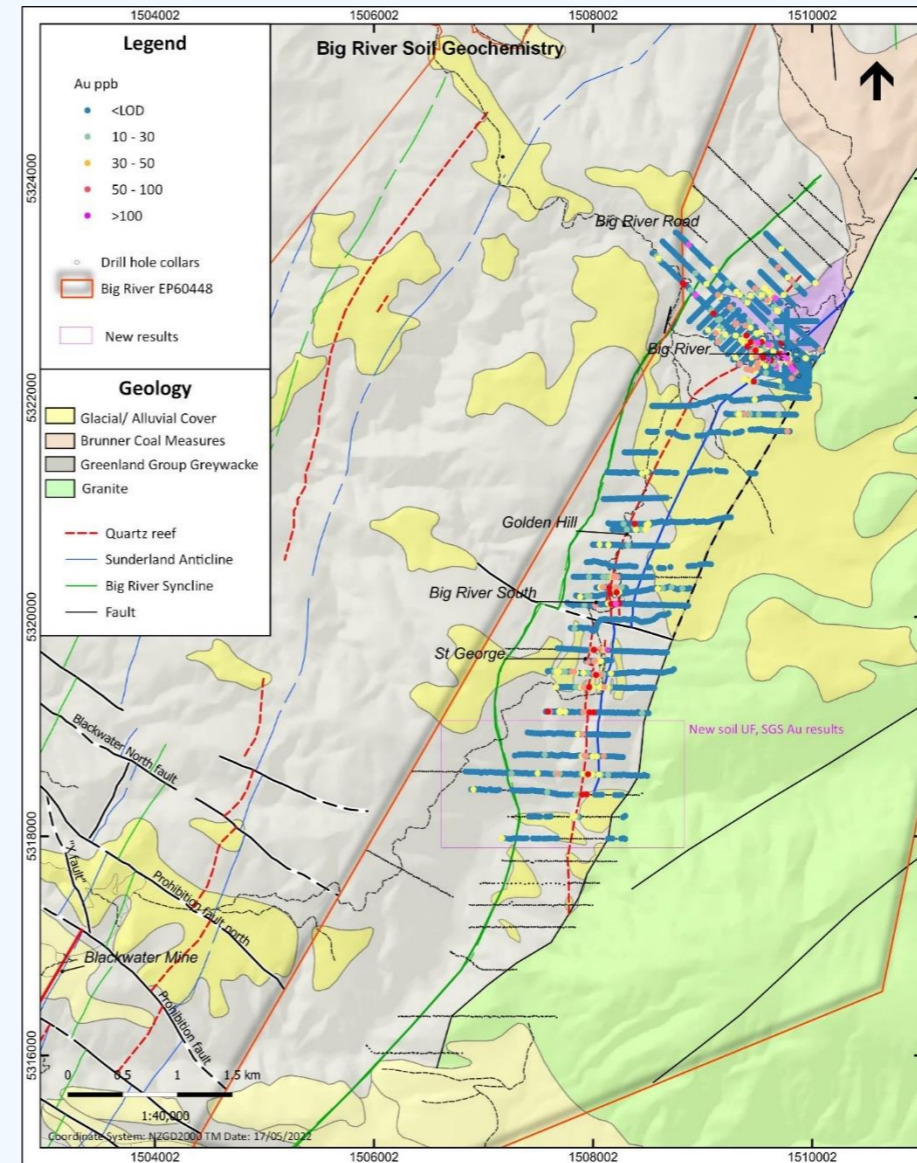 1504002
1506002
1508002
1510002
Big River Soil Geochemistry
Legend
Au ppb
<LOD
10 - 30
30 - 50
50 - 100
>100
Drill hole collars
Big River EP60448
New results
Geology
Glacial/ Alluvial Cover
Brunner Coal Measures
Greenland Group Greywacke
Granite
Quartz reef
Sunderland Anticline
Big River Syncline
Fault
5324000
5322000
5320000
5318000
5316000
Big River Road
Big River
Golden Hill
Big River South
St George
New soil UF, SGS Au results
Blackwater North fault
"X fault"
Prohibition fault north
Blackwater Mine
Prohibition fault
0 0.5 1 1.5 km
1:40,000
Coordinate System: NZGD2000 TM Date: 17/05/2022
1504002
1506002
1508002
1510002